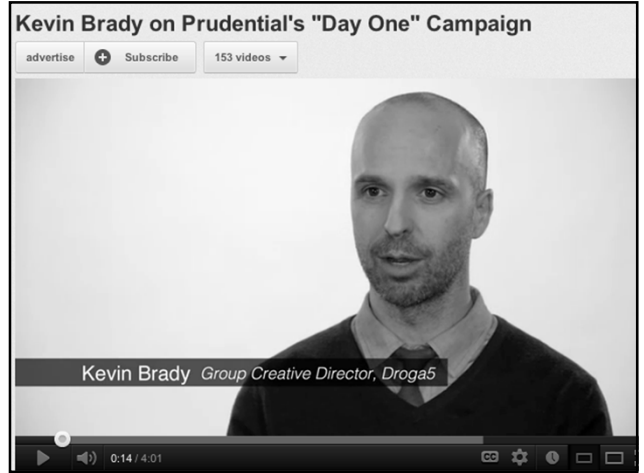 Kevin Brady on Prudential's "Day One" Campaign
advertise Subscribe 153 videos
Kevin Brady Group Creative Director, Droga5
0:14 / 4:01 CC